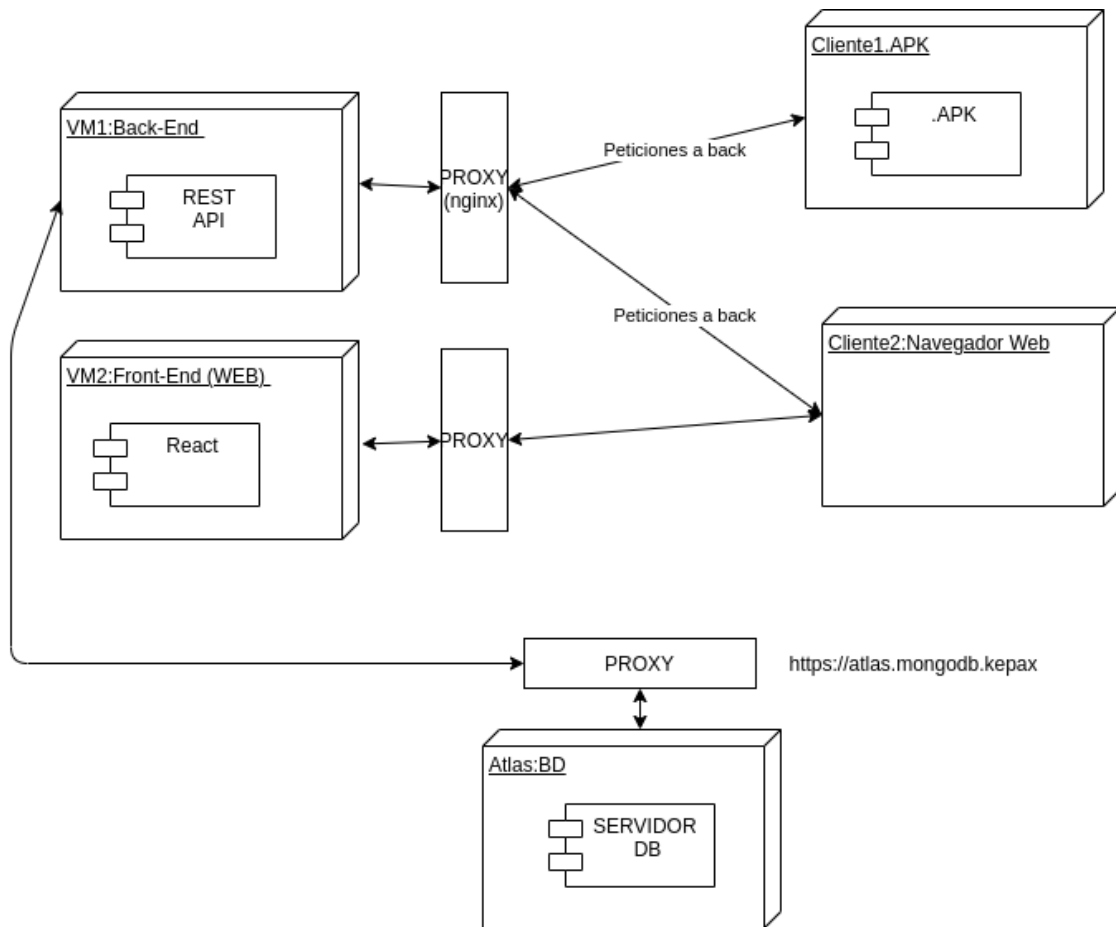 Cliente1.APK
.APK
VM1:Back-End
REST
API
PROXY
(nginx)
Peticiones a back
Peticiones a back
Cliente2:Navegador Web
VM2:Front-End (WEB)
React
PROXY
PROXY
https://atlas.mongodb.kepax
Atlas:BD
SERVIDOR
DB